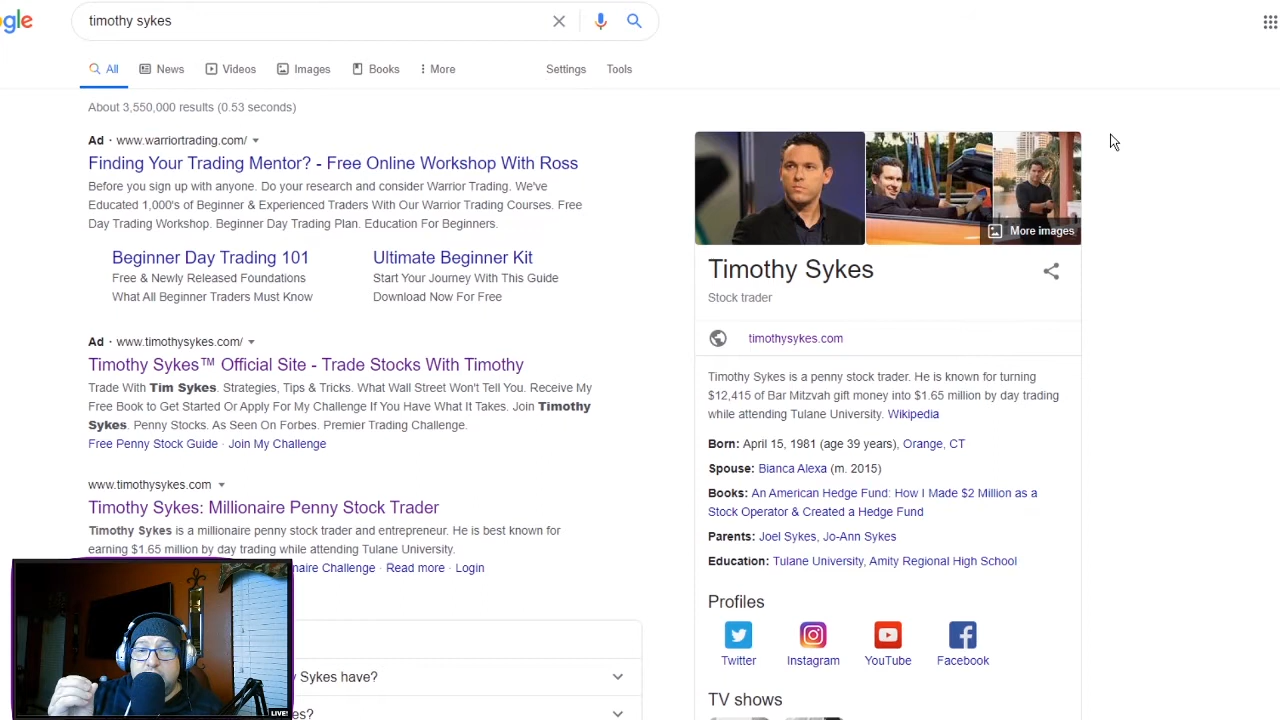 gle
timothy sykes
All
News
Videos
Images
Books
More
Settings
Tools
About 3,550,000 results (0.53 seconds)
Ad · www.warriortrading.com/
Finding Your Trading Mentor? - Free Online Workshop With Ross
Before you sign up with anyone. Do your research and consider Warrior Trading. We've
Educated 1,000's of Beginner & Experienced Traders With Our Warrior Trading Courses. Free
Day Trading Workshop. Beginner Day Trading Plan. Education For Beginners.
Beginner Day Trading 101
Free & Newly Released Foundations
What All Beginner Traders Must Know
Ultimate Beginner Kit
Start Your Journey With This Guide
Download Now For Free
Ad · www.timothysykes.com/
Timothy Sykes™ Official Site - Trade Stocks With Timothy
Trade With Tim Sykes. Strategies, Tips & Tricks. What Wall Street Won't Tell You. Receive My
Free Book to Get Started Or Apply For My Challenge If You Have What It Takes. Join Timothy
Sykes. Penny Stocks. As Seen On Forbes. Premier Trading Challenge.
Free Penny Stock Guide · Join My Challenge
www.timothysykes.com
Timothy Sykes: Millionaire Penny Stock Trader
Timothy Sykes is a millionaire penny stock trader and entrepreneur. He is best known for
earning $1.65 million by day trading while attending Tulane University.
naire Challenge · Read more · Login
Sykes have?
es?
LIVE
More images
Timothy Sykes
Stock trader
timothysykes.com
Timothy Sykes is a penny stock trader. He is known for turning
$12,415 of Bar Mitzvah gift money into $1.65 million by day trading
while attending Tulane University. Wikipedia
Born: April 15, 1981 (age 39 years), Orange, CT
Spouse: Bianca Alexa (m. 2015)
Books: An American Hedge Fund: How I Made $2 Million as a
Stock Operator & Created a Hedge Fund
Parents: Joel Sykes, Jo-Ann Sykes
Education: Tulane University, Amity Regional High School
Profiles
Twitter
Instagram
YouTube
Facebook
TV shows